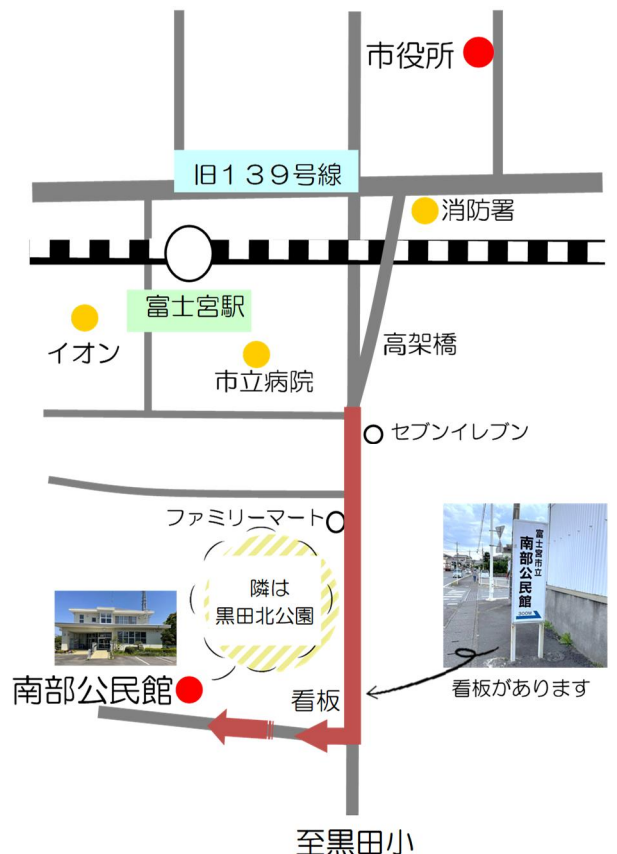 市役所
旧139号線
消防署
富士宮駅
イオン
市立病院
高架橋
セブンイレブン
ファミリーマート
隣は
黒田北公園
富士宮市立
南部公民館
看板があります
南部公民館
看板
至黒田小